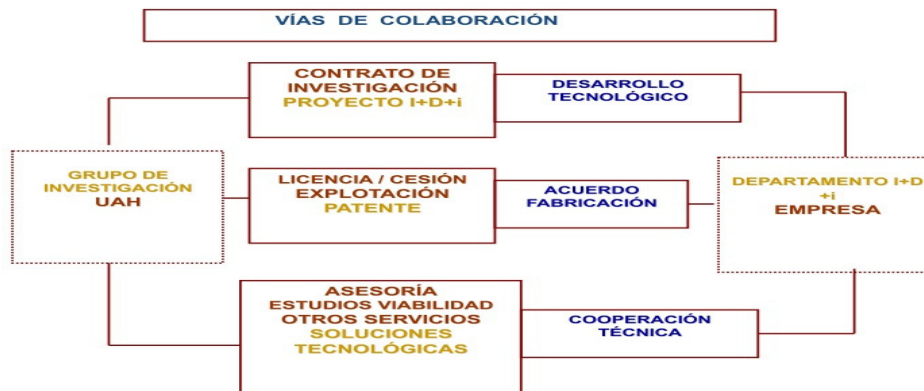 VÍAS DE COLABORACIÓN
CONTRATO DE
INVESTIGACIÓN
PROYECTO I+D+i
DESARROLLO
TECNOLÓGICO
GRUPO DE
INVESTIGACIÓN
UAH
LICENCIA / CESIÓN
EXPLOTACIÓN
PATENTE
ACUERDO
FABRICACIÓN
DEPARTAMENTO I+D
+i
EMPRESA
ASESORÍA
ESTUDIOS VIABILIDAD
OTROS SERVICIOS
SOLUCIONES
TECNOLÓGICAS
COOPERACIÓN
TÉCNICA